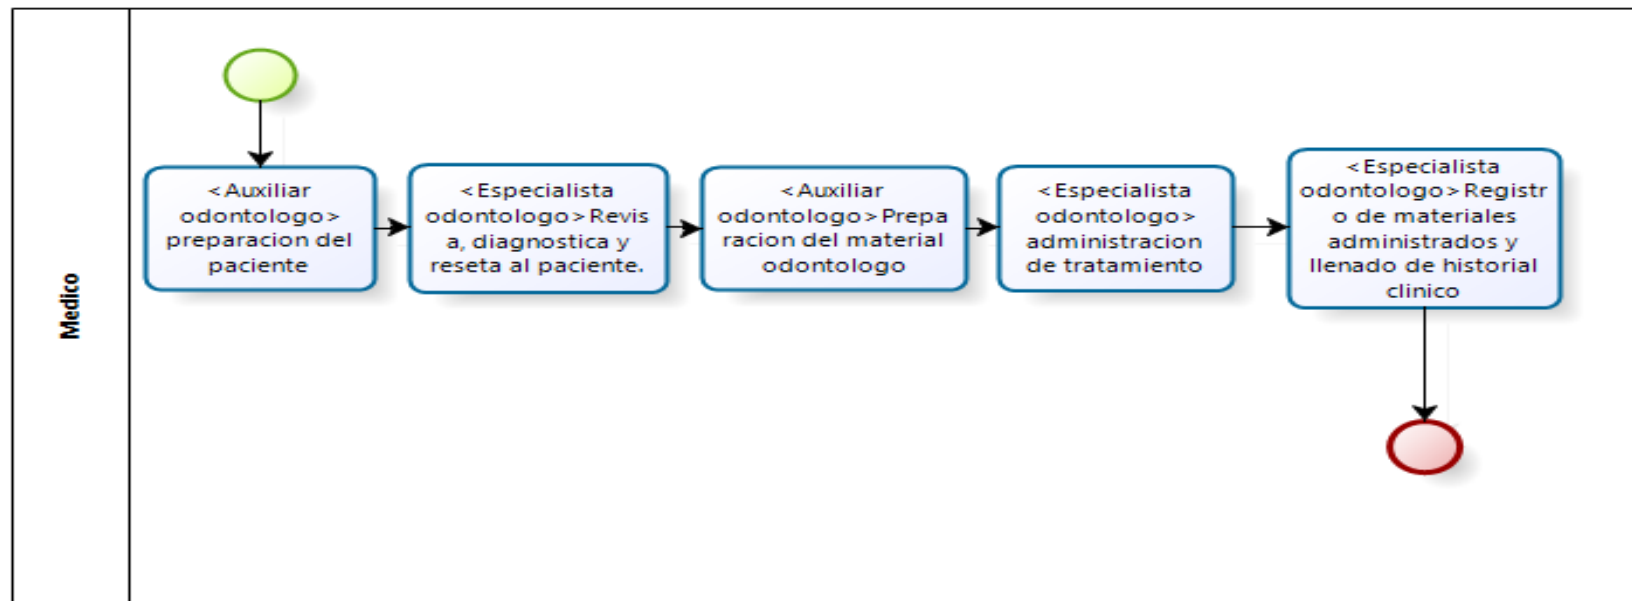 Medico
<Auxiliar
odontologo>
preparacion del
paciente
<Especialista
odontologo>Revis
a, diagnostica y
reseta al paciente.
<Auxiliar
odontologo>Prepa
racion del material
odontologo
<Especialista
odontologo>
administracion
de tratamiento
<Especialista
odontologo>Registr
o de materiales
administrados y
llenado de historial
clinico